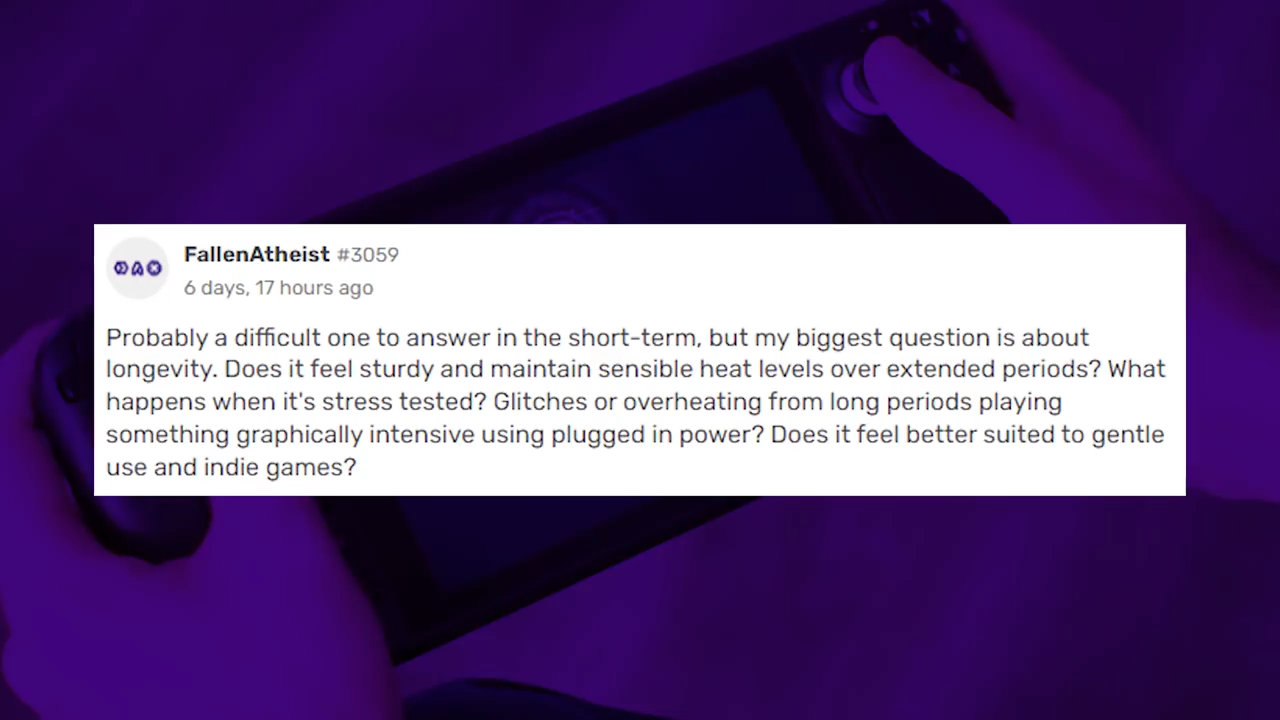 FallenAtheist #3059
6 days, 17 hours ago
Probably a difficult one to answer in the short-term, but my biggest question is about
longevity. Does it feel sturdy and maintain sensible heat levels over extended periods? What
happens when it's stress tested? Glitches or overheating from long periods playing
something graphically intensive using plugged in power? Does it feel better suited to gentle
use and indie games?